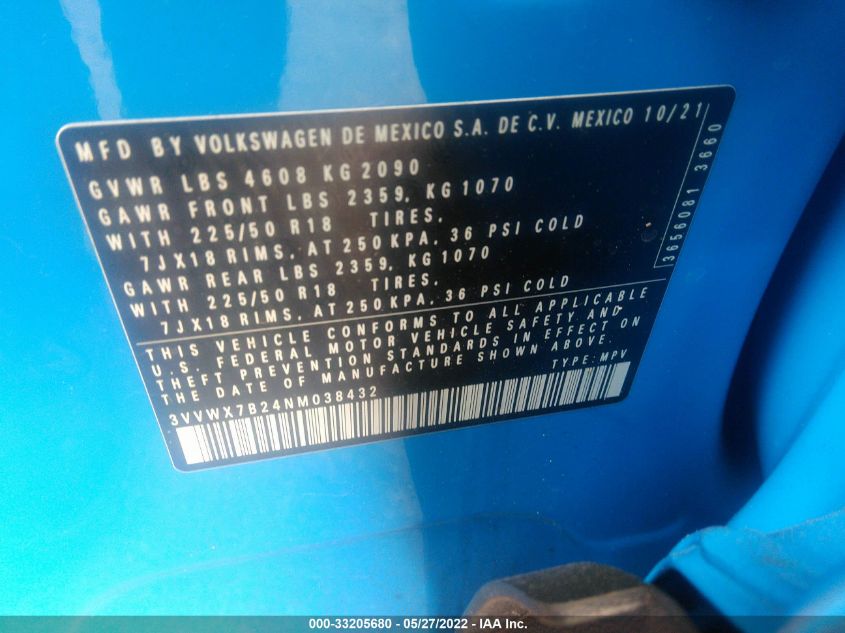 MFD BY VOLKSWAGEN DE MEXICO S.A. DE C.V. MEXICO 10/21
GVWR LBS 4608 KG 2090
GAWR FRONT LBS 2359, KG 1070
WITH 225/50 R18 TIRES,
7JX18 RIMS, AT 250 KPA, 36 PSI COLD
GAWR REAR LBS 2359, KG 1070
WITH 225/50 R18 TIRES,
7JX18 RIMS, AT 250 KPA, 36 PSI COLD
THIS VEHICLE CONFORMS TO ALL APPLICABLE
U.S. FEDERAL MOTOR VEHICLE SAFETY AND
THEFT PREVENTION STANDARDS IN EFFECT ON
THE DATE OF MANUFACTURE SHOWN ABOVE.
3VVWX7B24NM038432 TYPE: MPV
3656081 3660
000-33205680 - 05/27/2022 - IAA Inc.